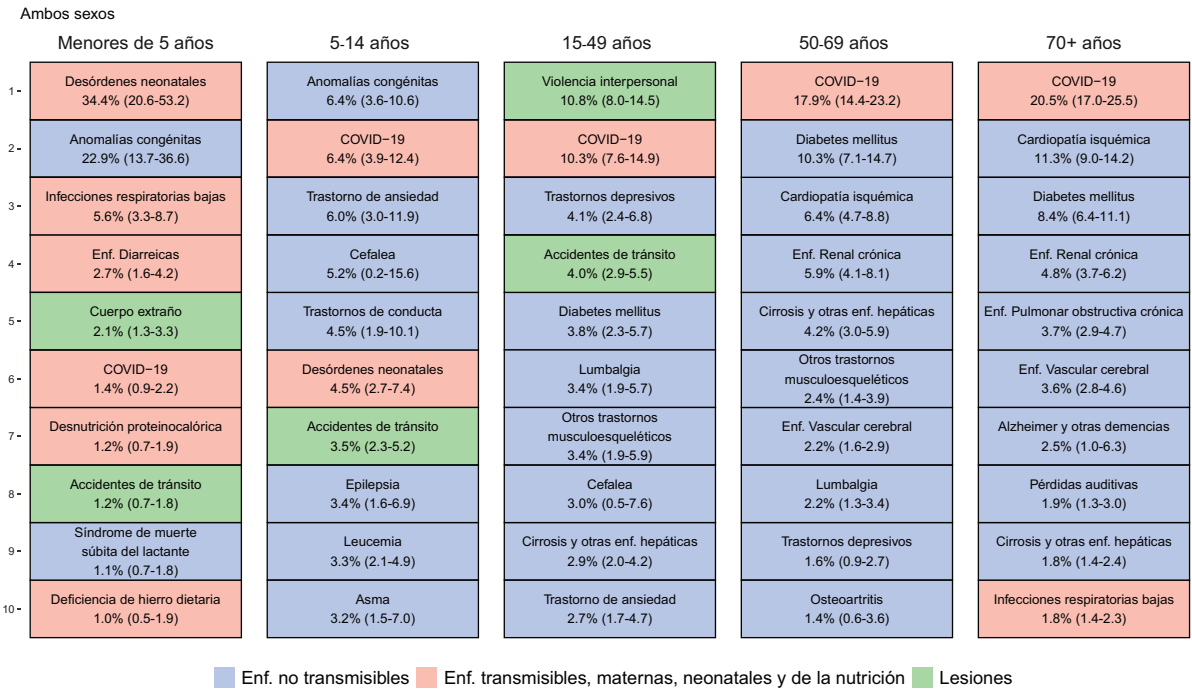 Ambos sexos
Menores de 5 años
5-14 años
15-49 años
50-69 años
70+ años
1
Desórdenes neonatales
34.4% (20.6-53.2)
Anomalías congénitas
6.4% (3.6-10.6)
Violencia interpersonal
10.8% (8.0-14.5)
COVID−19
17.9% (14.4-23.2)
COVID−19
20.5% (17.0-25.5)
2
Anomalías congénitas
22.9% (13.7-36.6)
COVID−19
6.4% (3.9-12.4)
COVID−19
10.3% (7.6-14.9)
Diabetes mellitus
10.3% (7.1-14.7)
Cardiopatía isquémica
11.3% (9.0-14.2)
3
Infecciones respiratorias bajas
5.6% (3.3-8.7)
Trastorno de ansiedad
6.0% (3.0-11.9)
Trastornos depresivos
4.1% (2.4-6.8)
Cardiopatía isquémica
6.4% (4.7-8.8)
Diabetes mellitus
8.4% (6.4-11.1)
4
Enf. Diarreicas
2.7% (1.6-4.2)
Cefalea
5.2% (0.2-15.6)
Accidentes de tránsito
4.0% (2.9-5.5)
Enf. Renal crónica
5.9% (4.1-8.1)
Enf. Renal crónica
4.8% (3.7-6.2)
5
Cuerpo extraño
2.1% (1.3-3.3)
Trastornos de conducta
4.5% (1.9-10.1)
Diabetes mellitus
3.8% (2.3-5.7)
Cirrosis y otras enf. hepáticas
4.2% (3.0-5.9)
Enf. Pulmonar obstructiva crónica
3.7% (2.9-4.7)
6
COVID−19
1.4% (0.9-2.2)
Desórdenes neonatales
4.5% (2.7-7.4)
Lumbalgia
3.4% (1.9-5.7)
Otros trastornos
musculoesqueléticos
2.4% (1.4-3.9)
Enf. Vascular cerebral
3.6% (2.8-4.6)
7
Desnutrición proteinocalórica
1.2% (0.7-1.9)
Accidentes de tránsito
3.5% (2.3-5.2)
Otros trastornos
musculoesqueléticos
3.4% (1.9-5.9)
Enf. Vascular cerebral
2.2% (1.6-2.9)
Alzheimer y otras demencias
2.5% (1.0-6.3)
8
Accidentes de tránsito
1.2% (0.7-1.8)
Epilepsia
3.4% (1.6-6.9)
Cefalea
3.0% (0.5-7.6)
Lumbalgia
2.2% (1.3-3.4)
Pérdidas auditivas
1.9% (1.3-3.0)
9
Síndrome de muerte
súbita del lactante
1.1% (0.7-1.8)
Leucemia
3.3% (2.1-4.9)
Cirrosis y otras enf. hepáticas
2.9% (2.0-4.2)
Trastornos depresivos
1.6% (0.9-2.7)
Cirrosis y otras enf. hepáticas
1.8% (1.4-2.4)
10
Deficiencia de hierro dietaria
1.0% (0.5-1.9)
Asma
3.2% (1.5-7.0)
Trastorno de ansiedad
2.7% (1.7-4.7)
Osteoartritis
1.4% (0.6-3.6)
Infecciones respiratorias bajas
1.8% (1.4-2.3)
Enf. no transmisibles
Enf. transmisibles, maternas, neonatales y de la nutrición
Lesiones